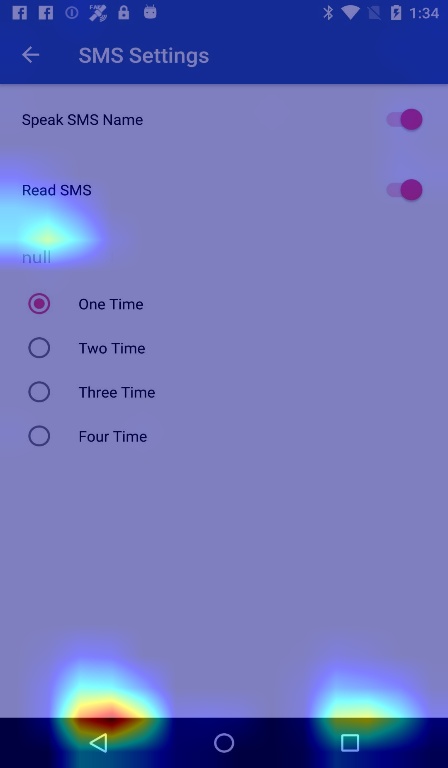 1:34
SMS Settings
Speak SMS Name
Read SMS
null
One Time
Two Time
Three Time
Four Time